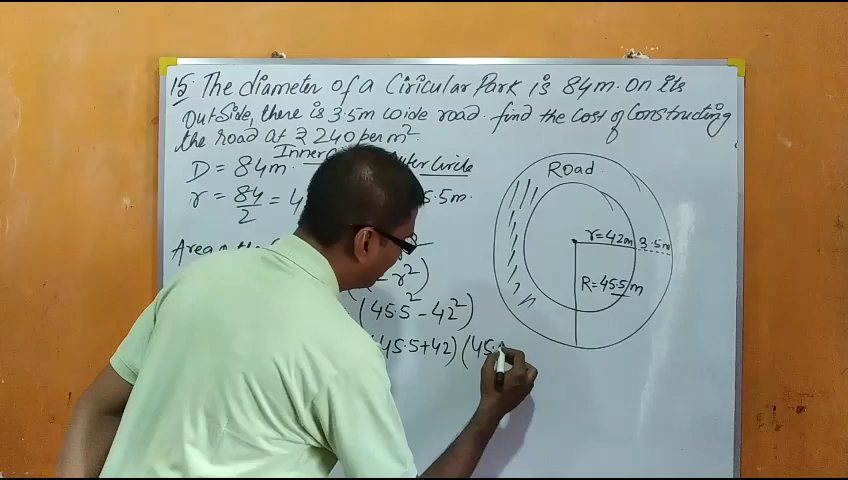 15. The diameter of a Ciricular Park is 84m. on its
outside, there is 3.5m wide road. find the Cost of Constructing
the road at ₹ 240 per m²
Inner Circle
D = 84m.
r = 84/2 = 4 5.5m.
Area
- r²)
(45.5² - 42²)
(45.5+42) (45.
Road
r=42m 3.5m
R=45.5m